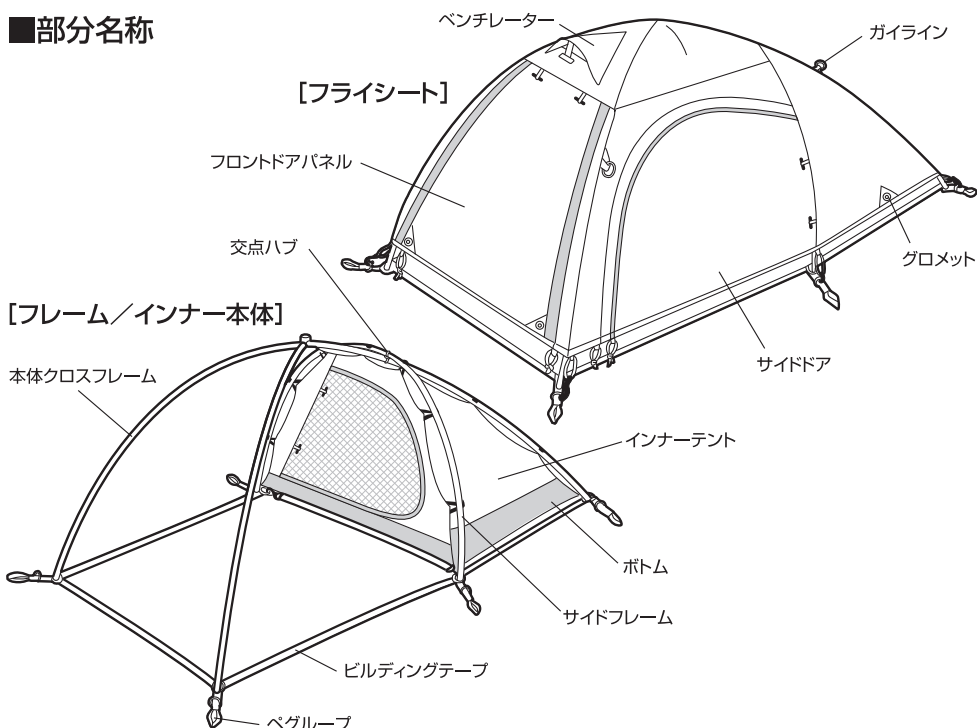 ■部分名称
ベンチレーター
ガイライン
[フライシート]
フロントドアパネル
交点ハブ
グロメット
[フレーム／インナー本体]
サイドドア
本体クロスフレーム
インナーテント
ボトム
サイドフレーム
ビルディングテープ
ペグループ